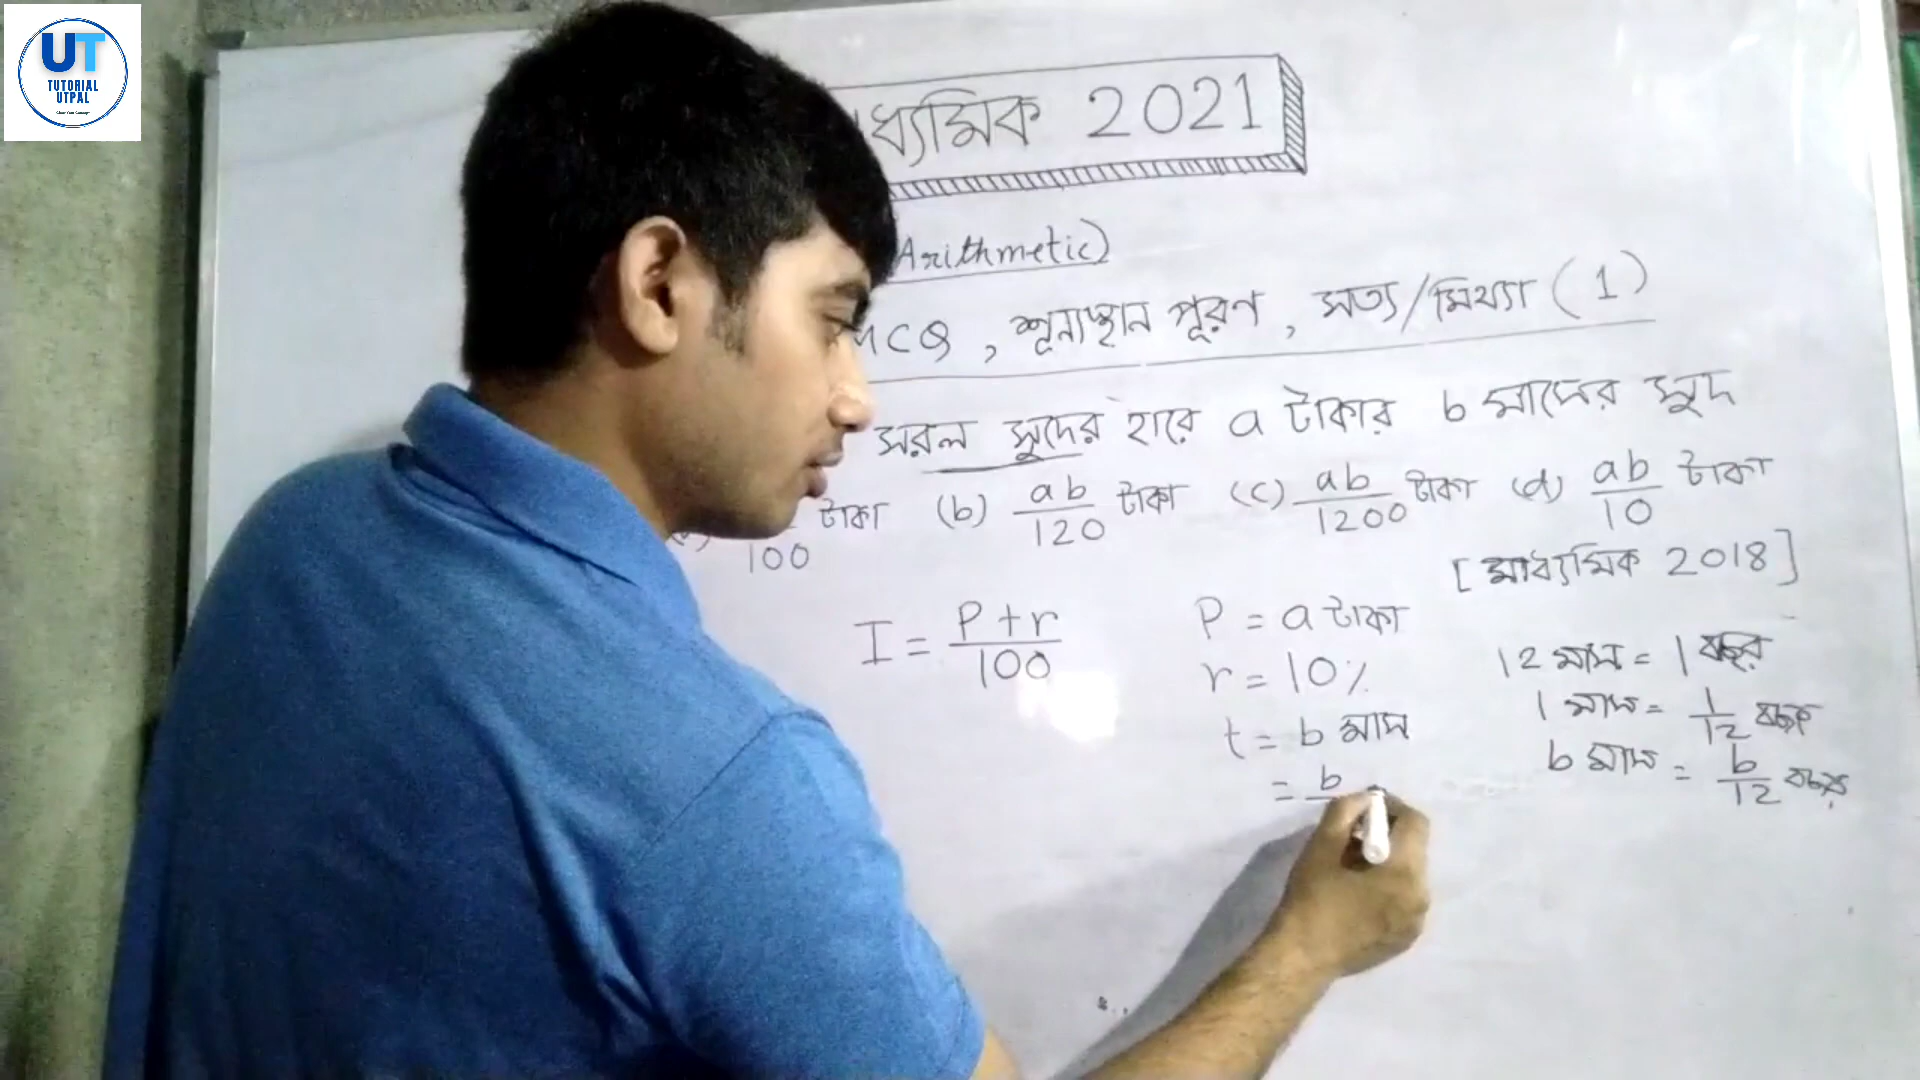 UT
TUTORIAL
UTPAL
ধ্যমিক 2021
Arithmetic)
MCQ, শূন্যস্থান পূরণ, সত্য/মিথ্যা (1)
সরল সুদের হারে a টাকার b মাসের সুদ
100 টাকা (b) ab/120 টাকা (c) ab/1200 টাকা (d) ab/10 টাকা
[মাধ্যমিক 2018]
I = P+r/100
P = a টাকা
r = 10%
t = b মাস
= b
12 মাস = 1 বছর
1 মাস = 1/12 বছর
b মাস = b/12 বছর